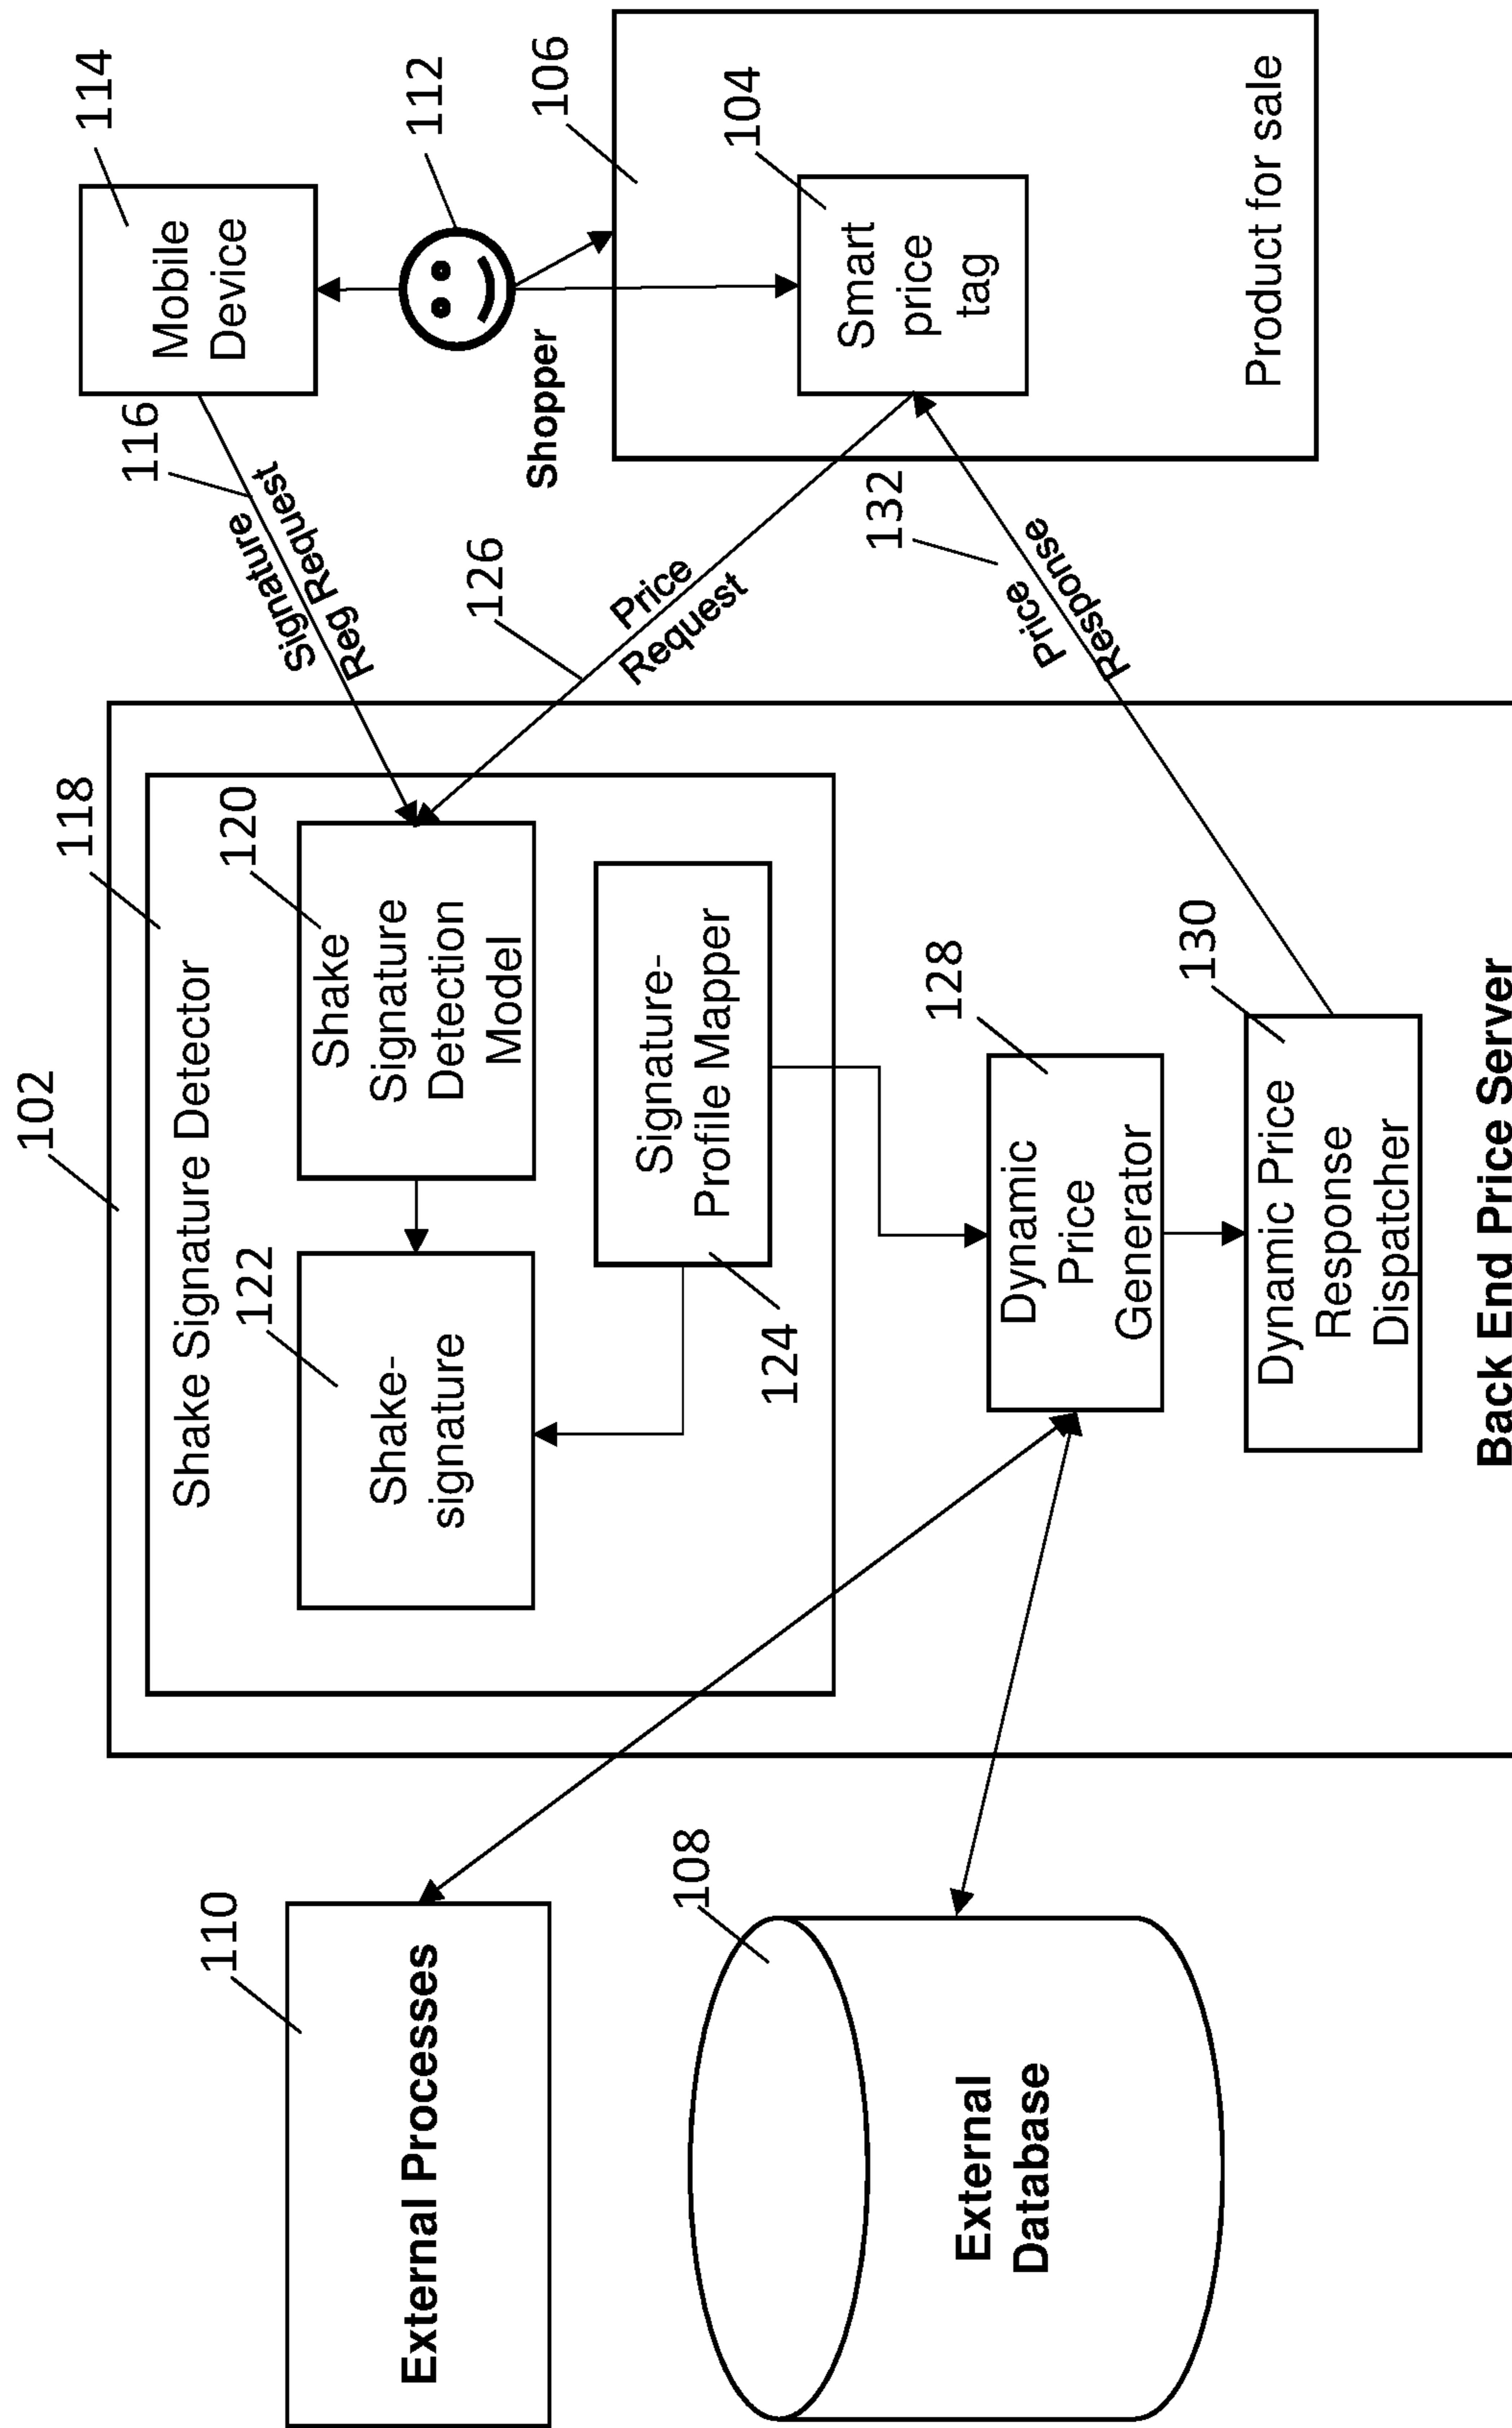 102
118
Shake Signature Detector
110
External Processes
122
Shake-
signature
120
Shake
Signature
Detection
Model
116
Signature
Reg Request
114
Mobile
Device
112
Shopper
108
External
Database
124
Signature-
Profile Mapper
126
Price
Request
106
104
Smart
price
tag
Product for sale
128
Dynamic
Price
Generator
132
Price
Response
130
Dynamic Price
Response
Dispatcher
Back End Price Server